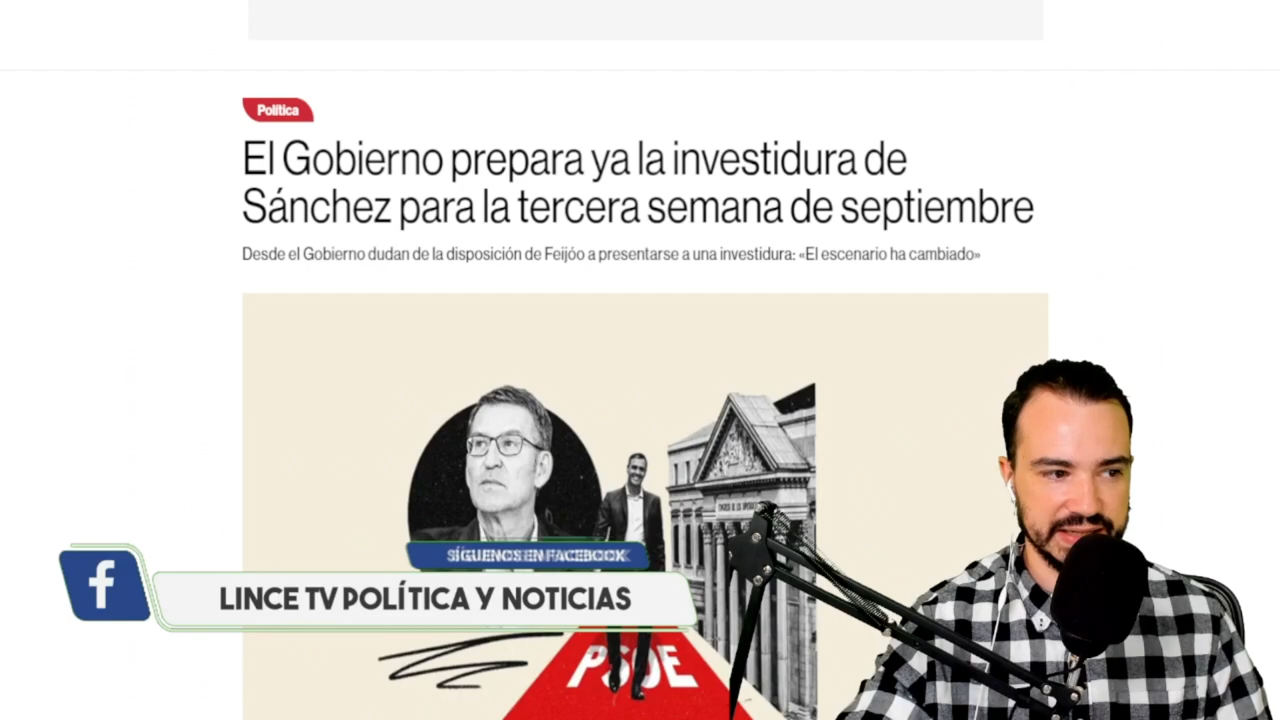 Política
El Gobierno prepara ya la investidura de
Sánchez para la tercera semana de septiembre
Desde el Gobierno dudan de la disposición de Feijóo a presentarse a una investidura: «El escenario ha cambiado»
SÍGUENOS EN FACEBOOK
LINCE TV POLÍTICA Y NOTICIAS
PSOE